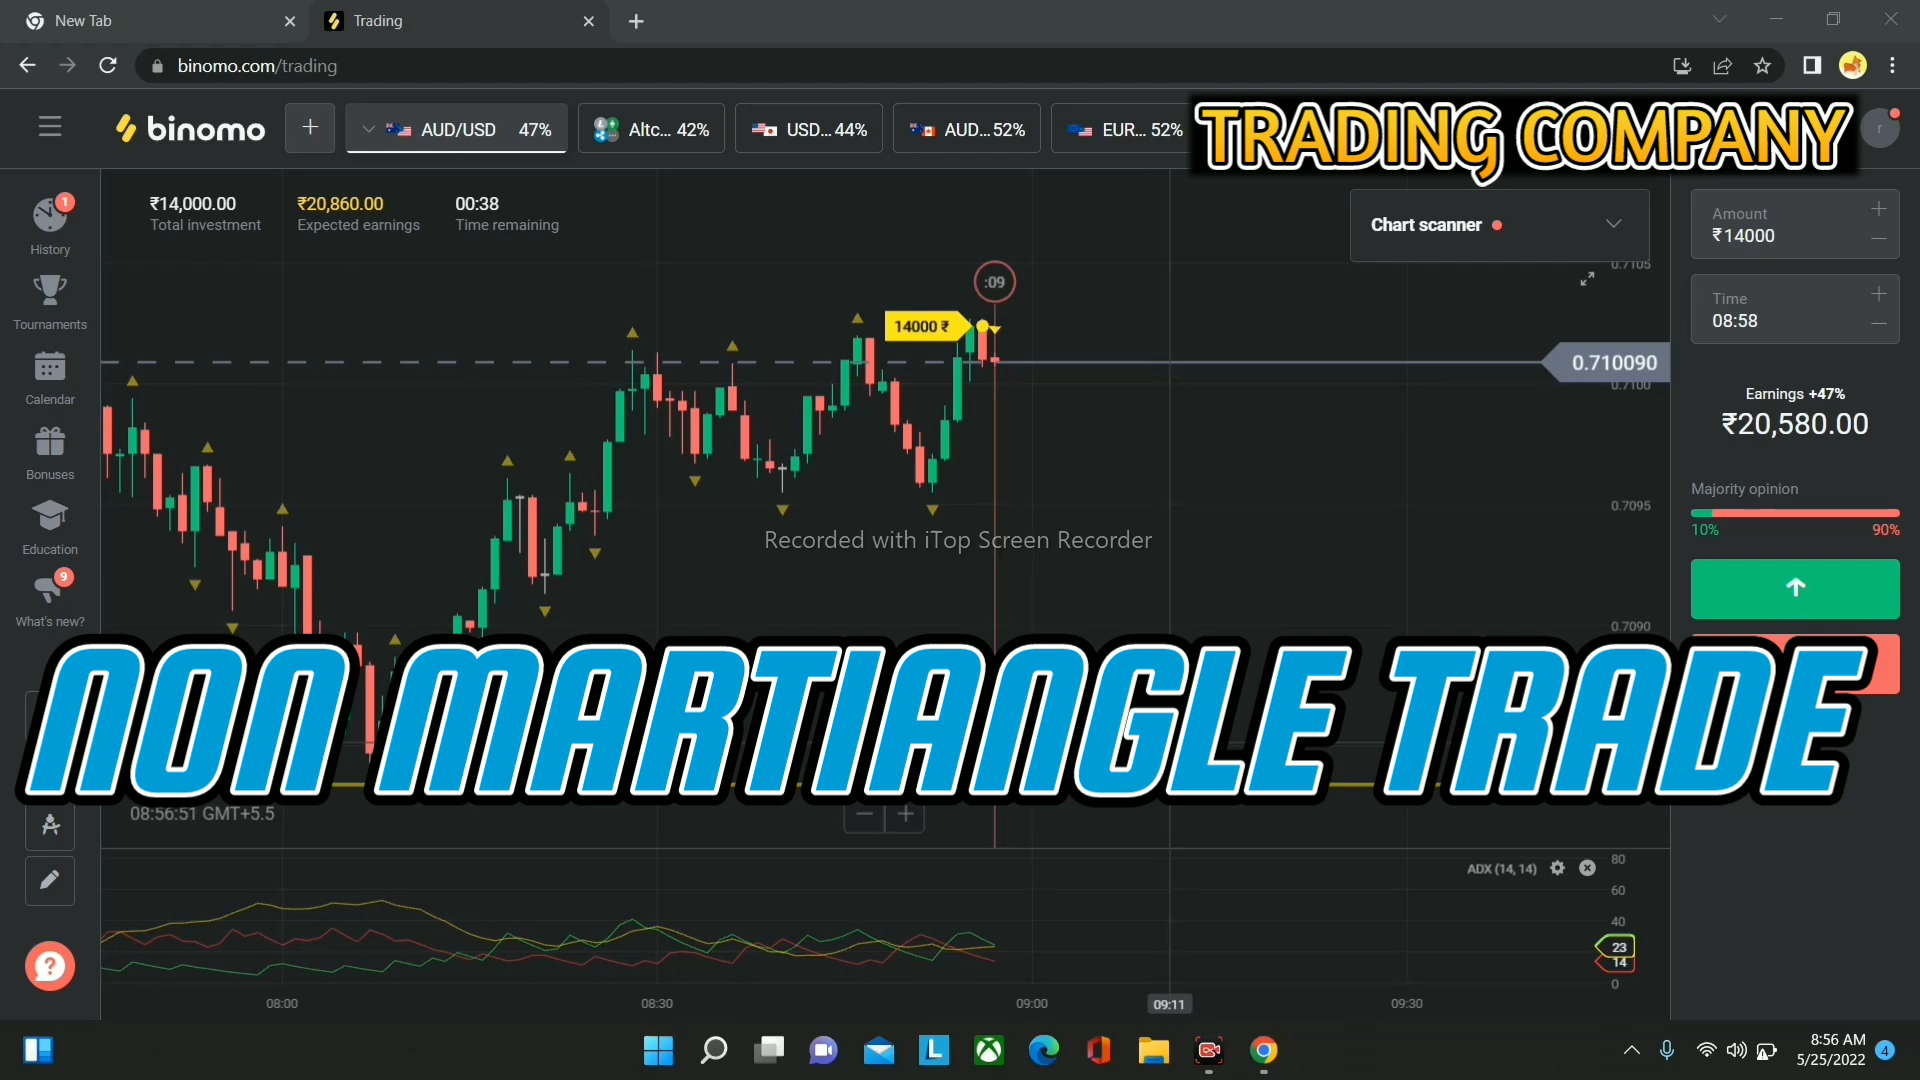 New Tab
Trading
binomo.com/trading
binomo
AUD/USD 47%
Altc... 42%
USD...44%
AUD...52%
EUR... 52%
TRADING COMPANY
r
₹14,000.00
Total investment
₹20,860.00
Expected earnings
00:38
Time remaining
Chart scanner
Amount
₹14000
Time
08:58
Earnings +47%
₹20,580.00
Majority opinion
10%
90%
1
History
Tournaments
Calendar
Bonuses
Education
9
What's new?
:09
14000 ₹
0.7105
0.710090
0.7100
0.7095
0.7090
Recorded with iTop Screen Recorder
NON MARTIANGLE TRADE
08:56:51 GMT+5.5
ADX (14, 14)
80
60
40
23
14
0
08:00
08:30
09:00
09:11
09:30
?
L
8:56 AM
5/25/2022
4